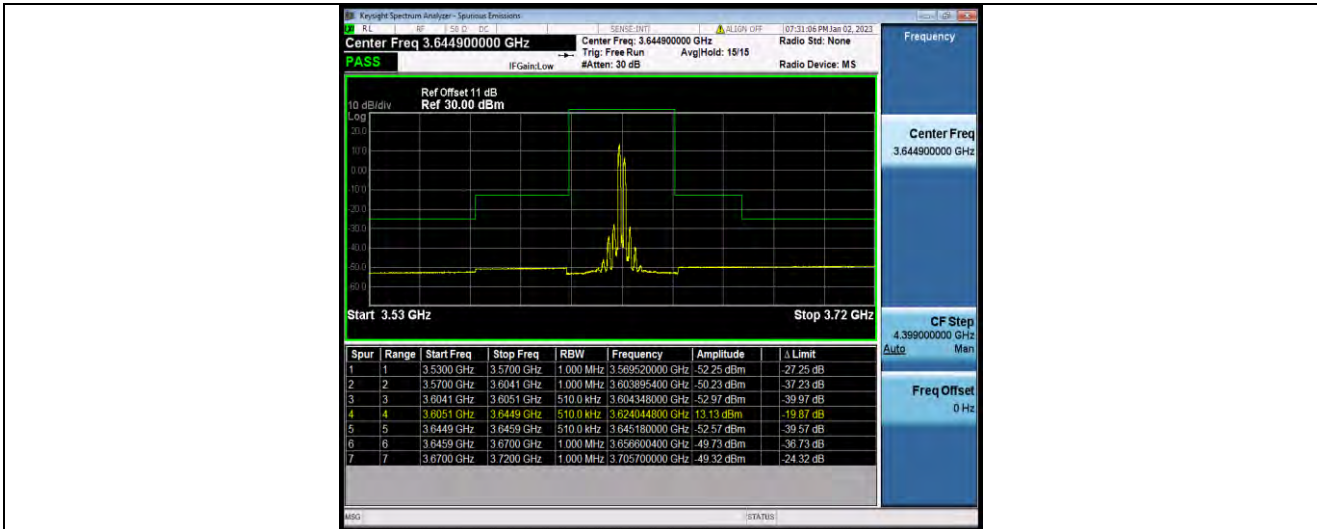 Keysight Spectrum Analyzer - Spurious Emissions
RL RF 50 Ω DC SENSE:INT ALIGN OFF 07:31:06 PM Jan 02, 2023
Center Freq 3.644900000 GHz
Center Freq: 3.644900000 GHz
Radio Std: None
Trig: Free Run Avg|Hold: 15/15
PASS IFGain:Low #Atten: 30 dB Radio Device: MS
Ref Offset 11 dB
10 dB/div Ref 30.00 dBm
Log
20.0
10.0
0.00
-10.0
-20.0
-30.0
-40.0
-50.0
-60.0
Start 3.53 GHz Stop 3.72 GHz
Spur Range Start Freq Stop Freq RBW Frequency Amplitude Δ Limit
1 1 3.5300 GHz 3.5700 GHz 1.000 MHz 3.569520000 GHz -52.25 dBm -27.25 dB
2 2 3.5700 GHz 3.6041 GHz 1.000 MHz 3.603895400 GHz -50.23 dBm -37.23 dB
3 3 3.6041 GHz 3.6051 GHz 510.0 kHz 3.604348000 GHz -52.97 dBm -39.97 dB
4 4 3.6051 GHz 3.6449 GHz 510.0 kHz 3.624044800 GHz 13.13 dBm -19.87 dB
5 5 3.6449 GHz 3.6459 GHz 510.0 kHz 3.645180000 GHz -52.57 dBm -39.57 dB
6 6 3.6459 GHz 3.6700 GHz 1.000 MHz 3.656600400 GHz -49.73 dBm -36.73 dB
7 7 3.6700 GHz 3.7200 GHz 1.000 MHz 3.705700000 GHz -49.32 dBm -24.32 dB
MSG STATUS
Frequency
Center Freq
3.644900000 GHz
CF Step
4.399000000 GHz
Auto Man
Freq Offset
0 Hz